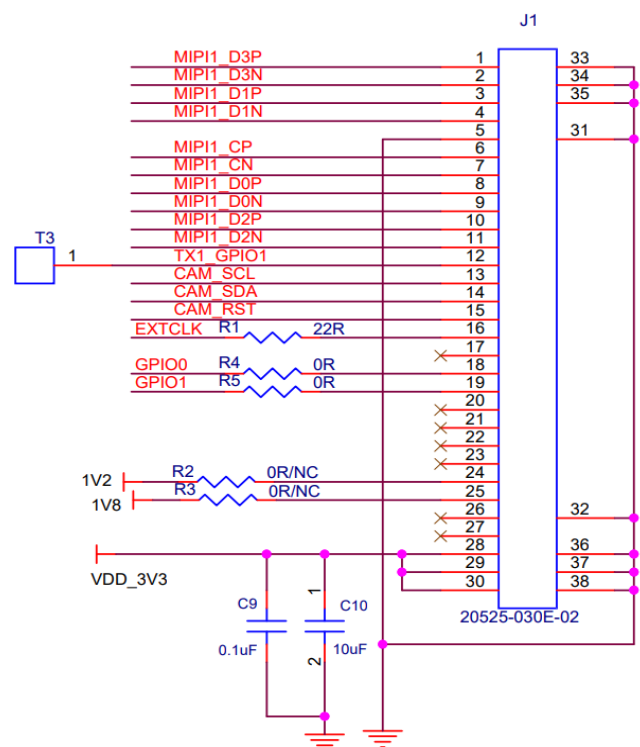 J1
MIPI1_D3P 1 33
MIPI1_D3N 2 34
MIPI1_D1P 3 35
MIPI1_D1N 4
5 31
MIPI1_CP 6
MIPI1_CN 7
MIPI1_D0P 8
MIPI1_D0N 9
MIPI1_D2P 10
MIPI1_D2N 11
T3 1 TX1_GPIO1 12
CAM_SCL 13
CAM_SDA 14
CAM_RST 15
EXTCLK R1 22R 16
17
GPIO0 R4 0R 18
GPIO1 R5 0R 19
20
21
22
23
1V2 R2 0R/NC 24
1V8 R3 0R/NC 25
26 32
27
28 36
VDD_3V3 29 37
30 38
20525-030E-02
C9 1 C10
0.1uF 2 10uF